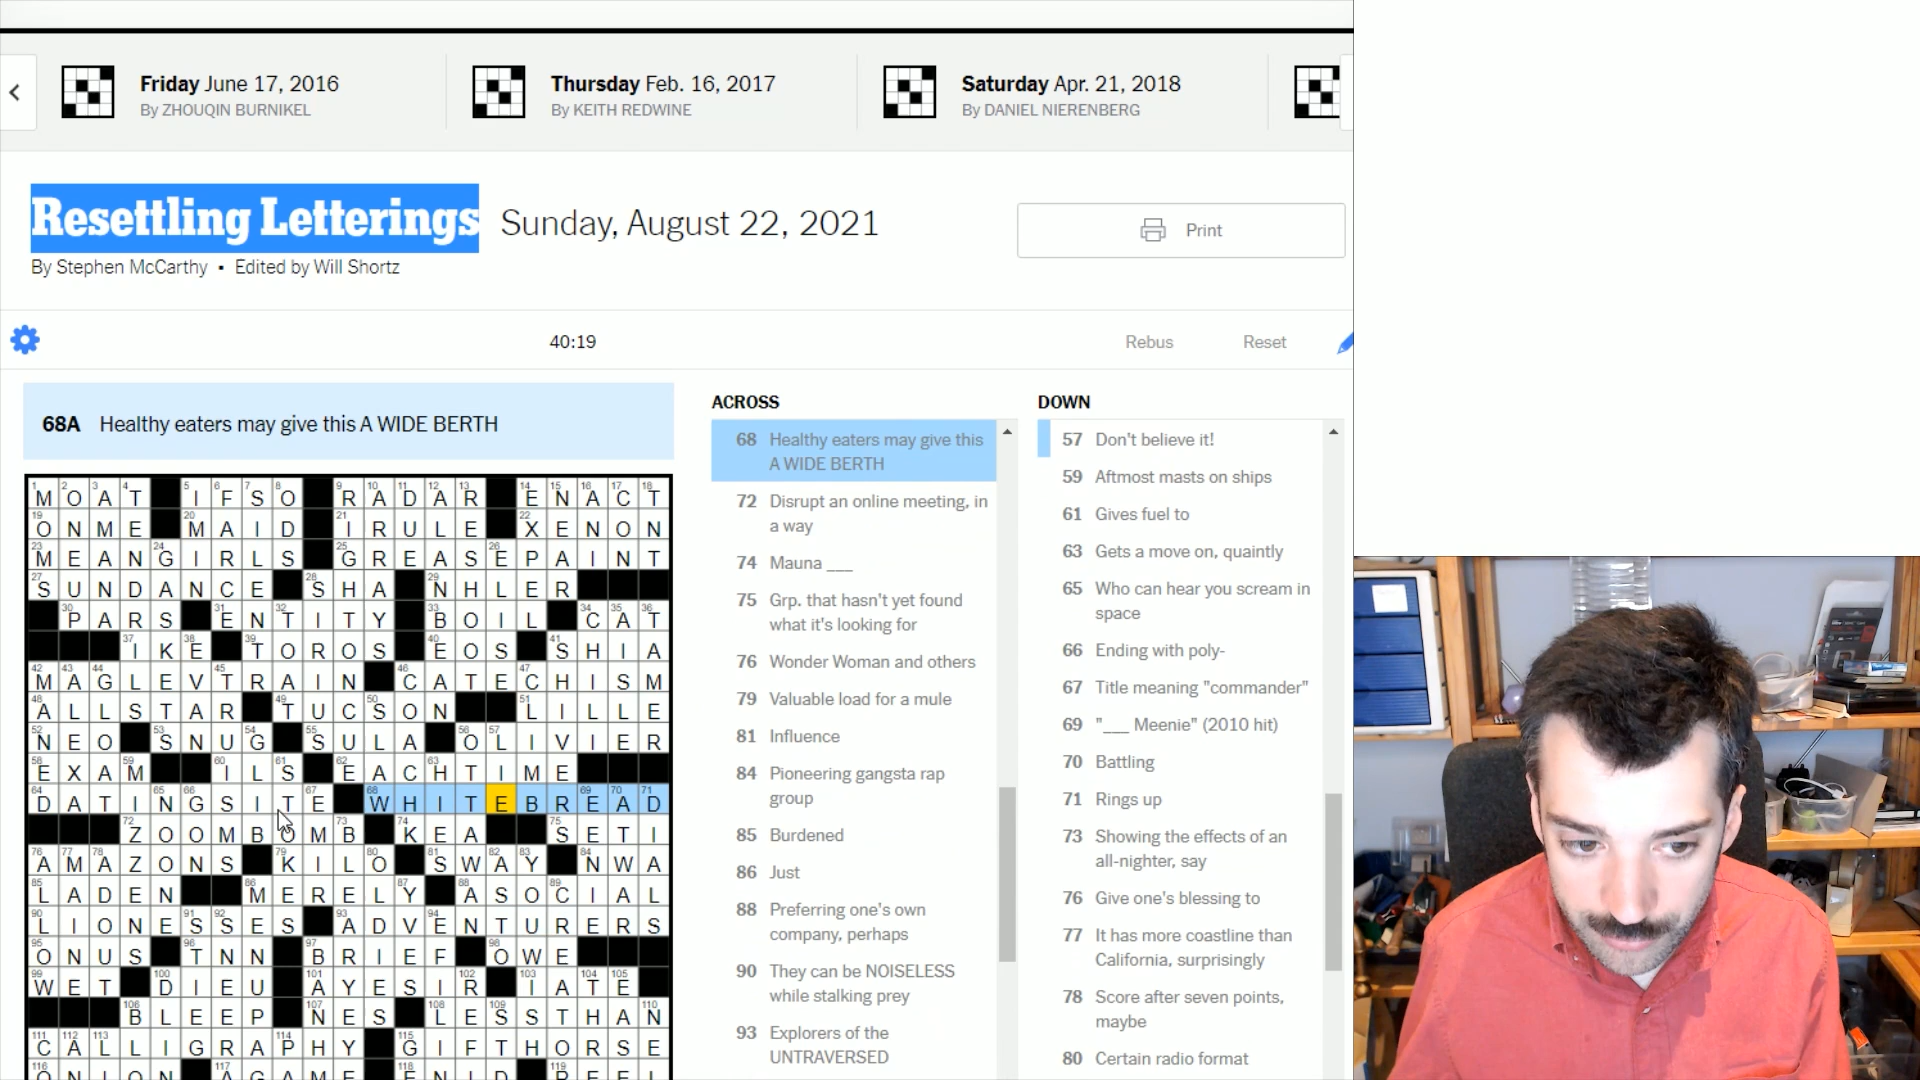 Friday June 17, 2016
By ZHOUQIN BURNIKEL
Thursday Feb. 16, 2017
By KEITH REDWINE
Saturday Apr. 21, 2018
By DANIEL NIERENBERG
Resettling Letterings Sunday, August 22, 2021
By Stephen McCarthy • Edited by Will Shortz
Print
40:19
Rebus
Reset
68A Healthy eaters may give this A WIDE BERTH
M O A T I F S O R A D A R E N A C T
O N M E M A I D I R U L E X E N O N
M E A N G I R L S G R E A S E P A I N T
S U N D A N C E S H A N H L E R
P A R S E N T I T Y B O I L C A T
I K E T O R O S E O S S H I A
M A G L E V T R A I N C A T E C H I S M
A L L S T A R T U C S O N L I L L E
N E O S N U G S U L A O L I V I E R
E X A M I L S E A C H T I M E
D A T I N G S I T E W H I T E B R E A D
Z O O M B O M B K E A S E T I
A M A Z O N S K I L O S W A Y N W A
L A D E N M E R E L Y A S O C I A L
L I O N E S S E S A D V E N T U R E R S
O N U S T N N B R I E F O W E
W E T D I E U A Y E S I R I A T E
B L E E P N E S L E S S T H A N
C A L L I G R A P H Y G I F T H O R S E
O N I O N A G A M E E N I D R E E L
ACROSS
68 Healthy eaters may give this
A WIDE BERTH
72 Disrupt an online meeting, in
a way
74 Mauna ___
75 Grp. that hasn't yet found
what it's looking for
76 Wonder Woman and others
79 Valuable load for a mule
81 Influence
84 Pioneering gangsta rap
group
85 Burdened
86 Just
88 Preferring one's own
company, perhaps
90 They can be NOISELESS
while stalking prey
93 Explorers of the
UNTRAVERSED
DOWN
57 Don't believe it!
59 Aftmost masts on ships
61 Gives fuel to
63 Gets a move on, quaintly
65 Who can hear you scream in
space
66 Ending with poly-
67 Title meaning "commander"
69 "___ Meenie" (2010 hit)
70 Battling
71 Rings up
73 Showing the effects of an
all-nighter, say
76 Give one's blessing to
77 It has more coastline than
California, surprisingly
78 Score after seven points,
maybe
80 Certain radio format